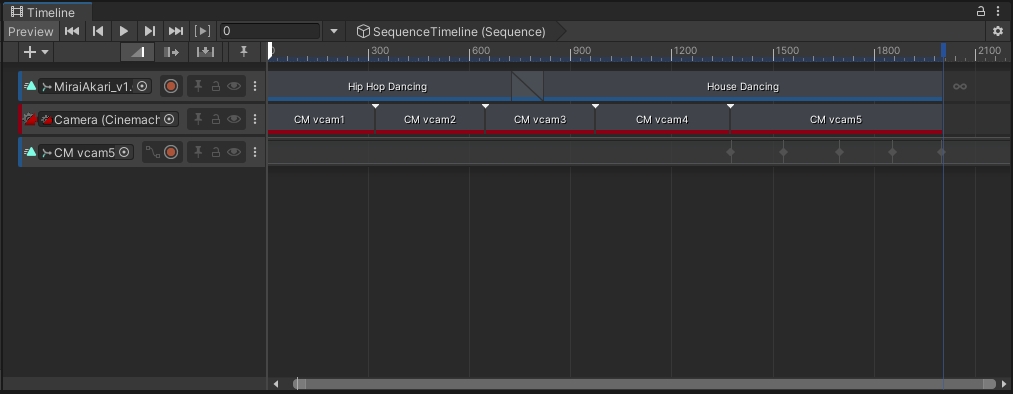 Timeline
Preview 0 SequenceTimeline (Sequence)
0 300 600 900 1200 1500 1800 2100
MiraiAkari_v1. Hip Hop Dancing House Dancing
Camera (Cinemach CM vcam1 CM vcam2 CM vcam3 CM vcam4 CM vcam5
CM vcam5